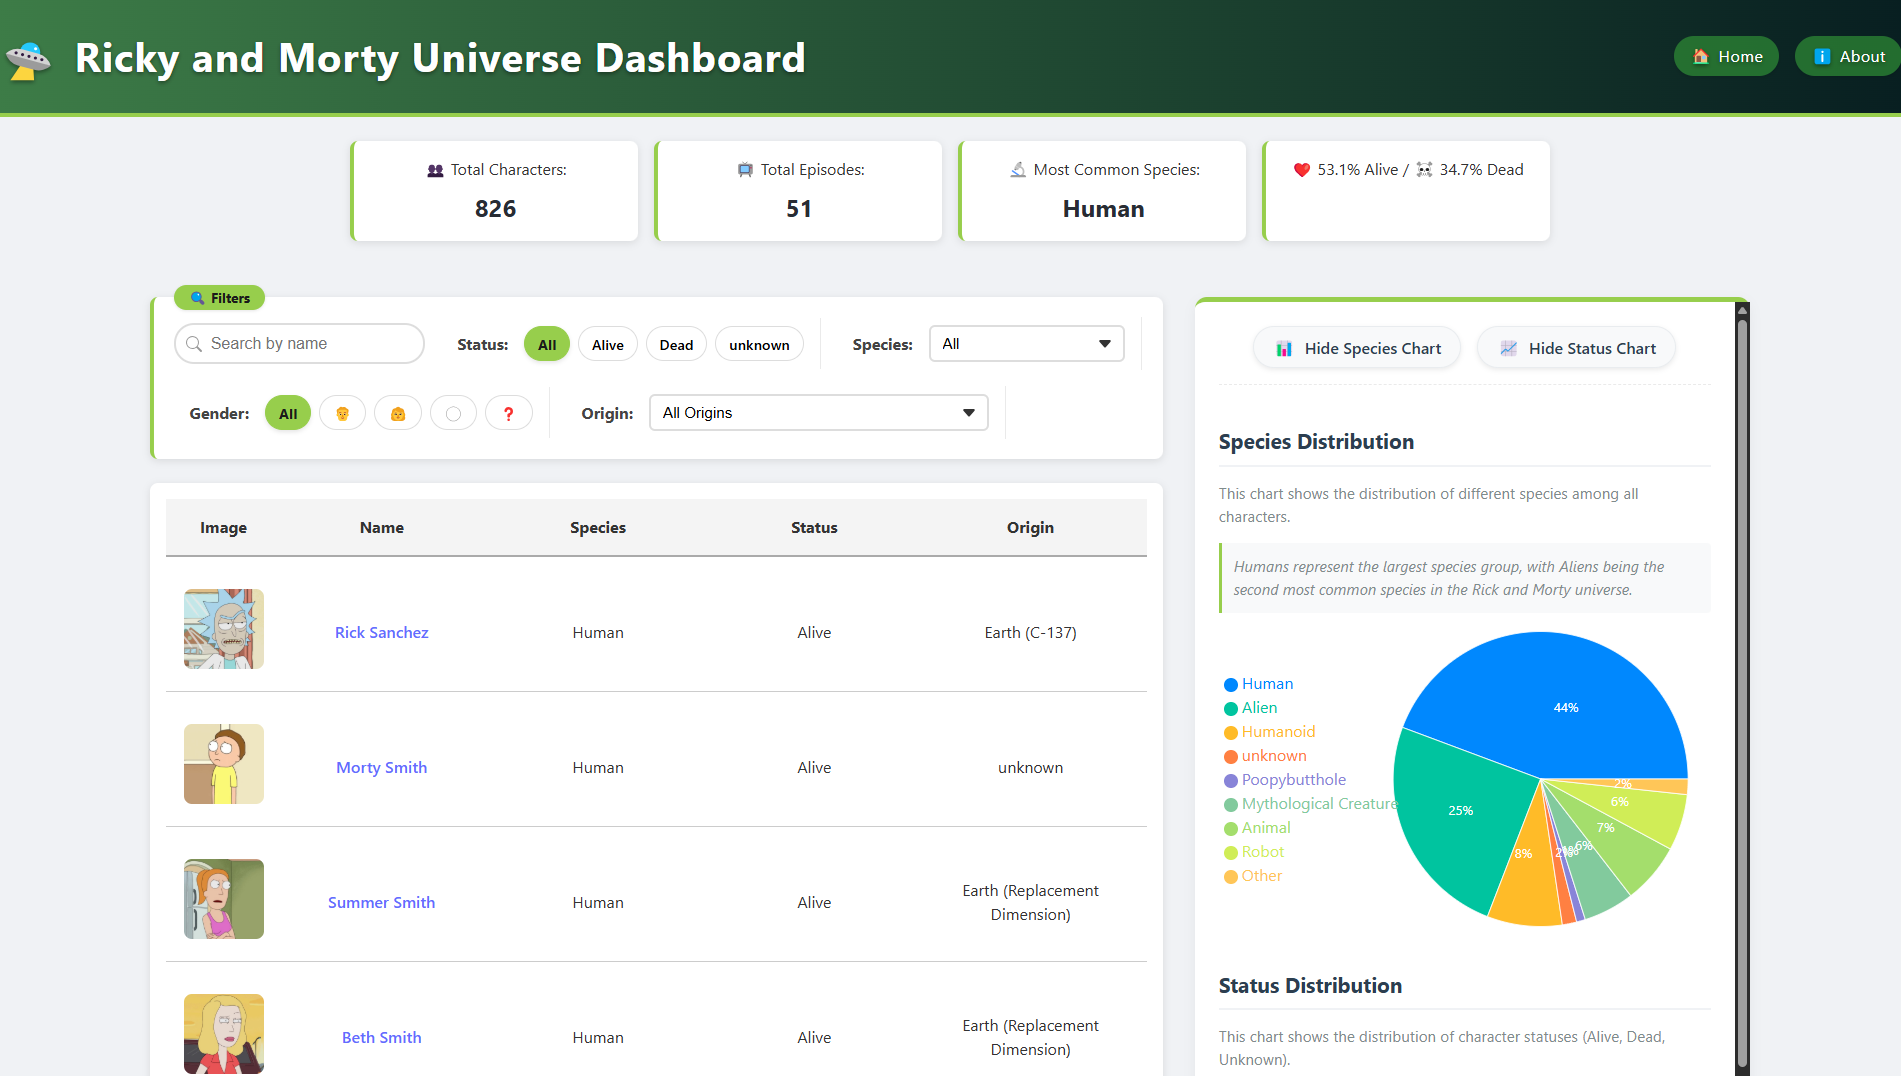 Ricky and Morty Universe Dashboard
Home
About
Total Characters:
826
Total Episodes:
51
Most Common Species:
Human
53.1% Alive / 34.7% Dead
Filters
Search by name
Status:
All
Alive
Dead
unknown
Species:
All
Gender:
All
Origin:
All Origins
Image Name Species Status Origin
Rick Sanchez Human Alive Earth (C-137)
Morty Smith Human Alive unknown
Summer Smith Human Alive Earth (Replacement
Dimension)
Beth Smith Human Alive Earth (Replacement
Dimension)
Hide Species Chart
Hide Status Chart
Species Distribution
This chart shows the distribution of different species among all
characters.
Humans represent the largest species group, with Aliens being the
second most common species in the Rick and Morty universe.
Human
Alien
Humanoid
unknown
Poopybutthole
Mythological Creature
Animal
Robot
Other
44%
25%
8%
2%
1%
6%
7%
6%
2%
Status Distribution
This chart shows the distribution of character statuses (Alive, Dead,
Unknown).